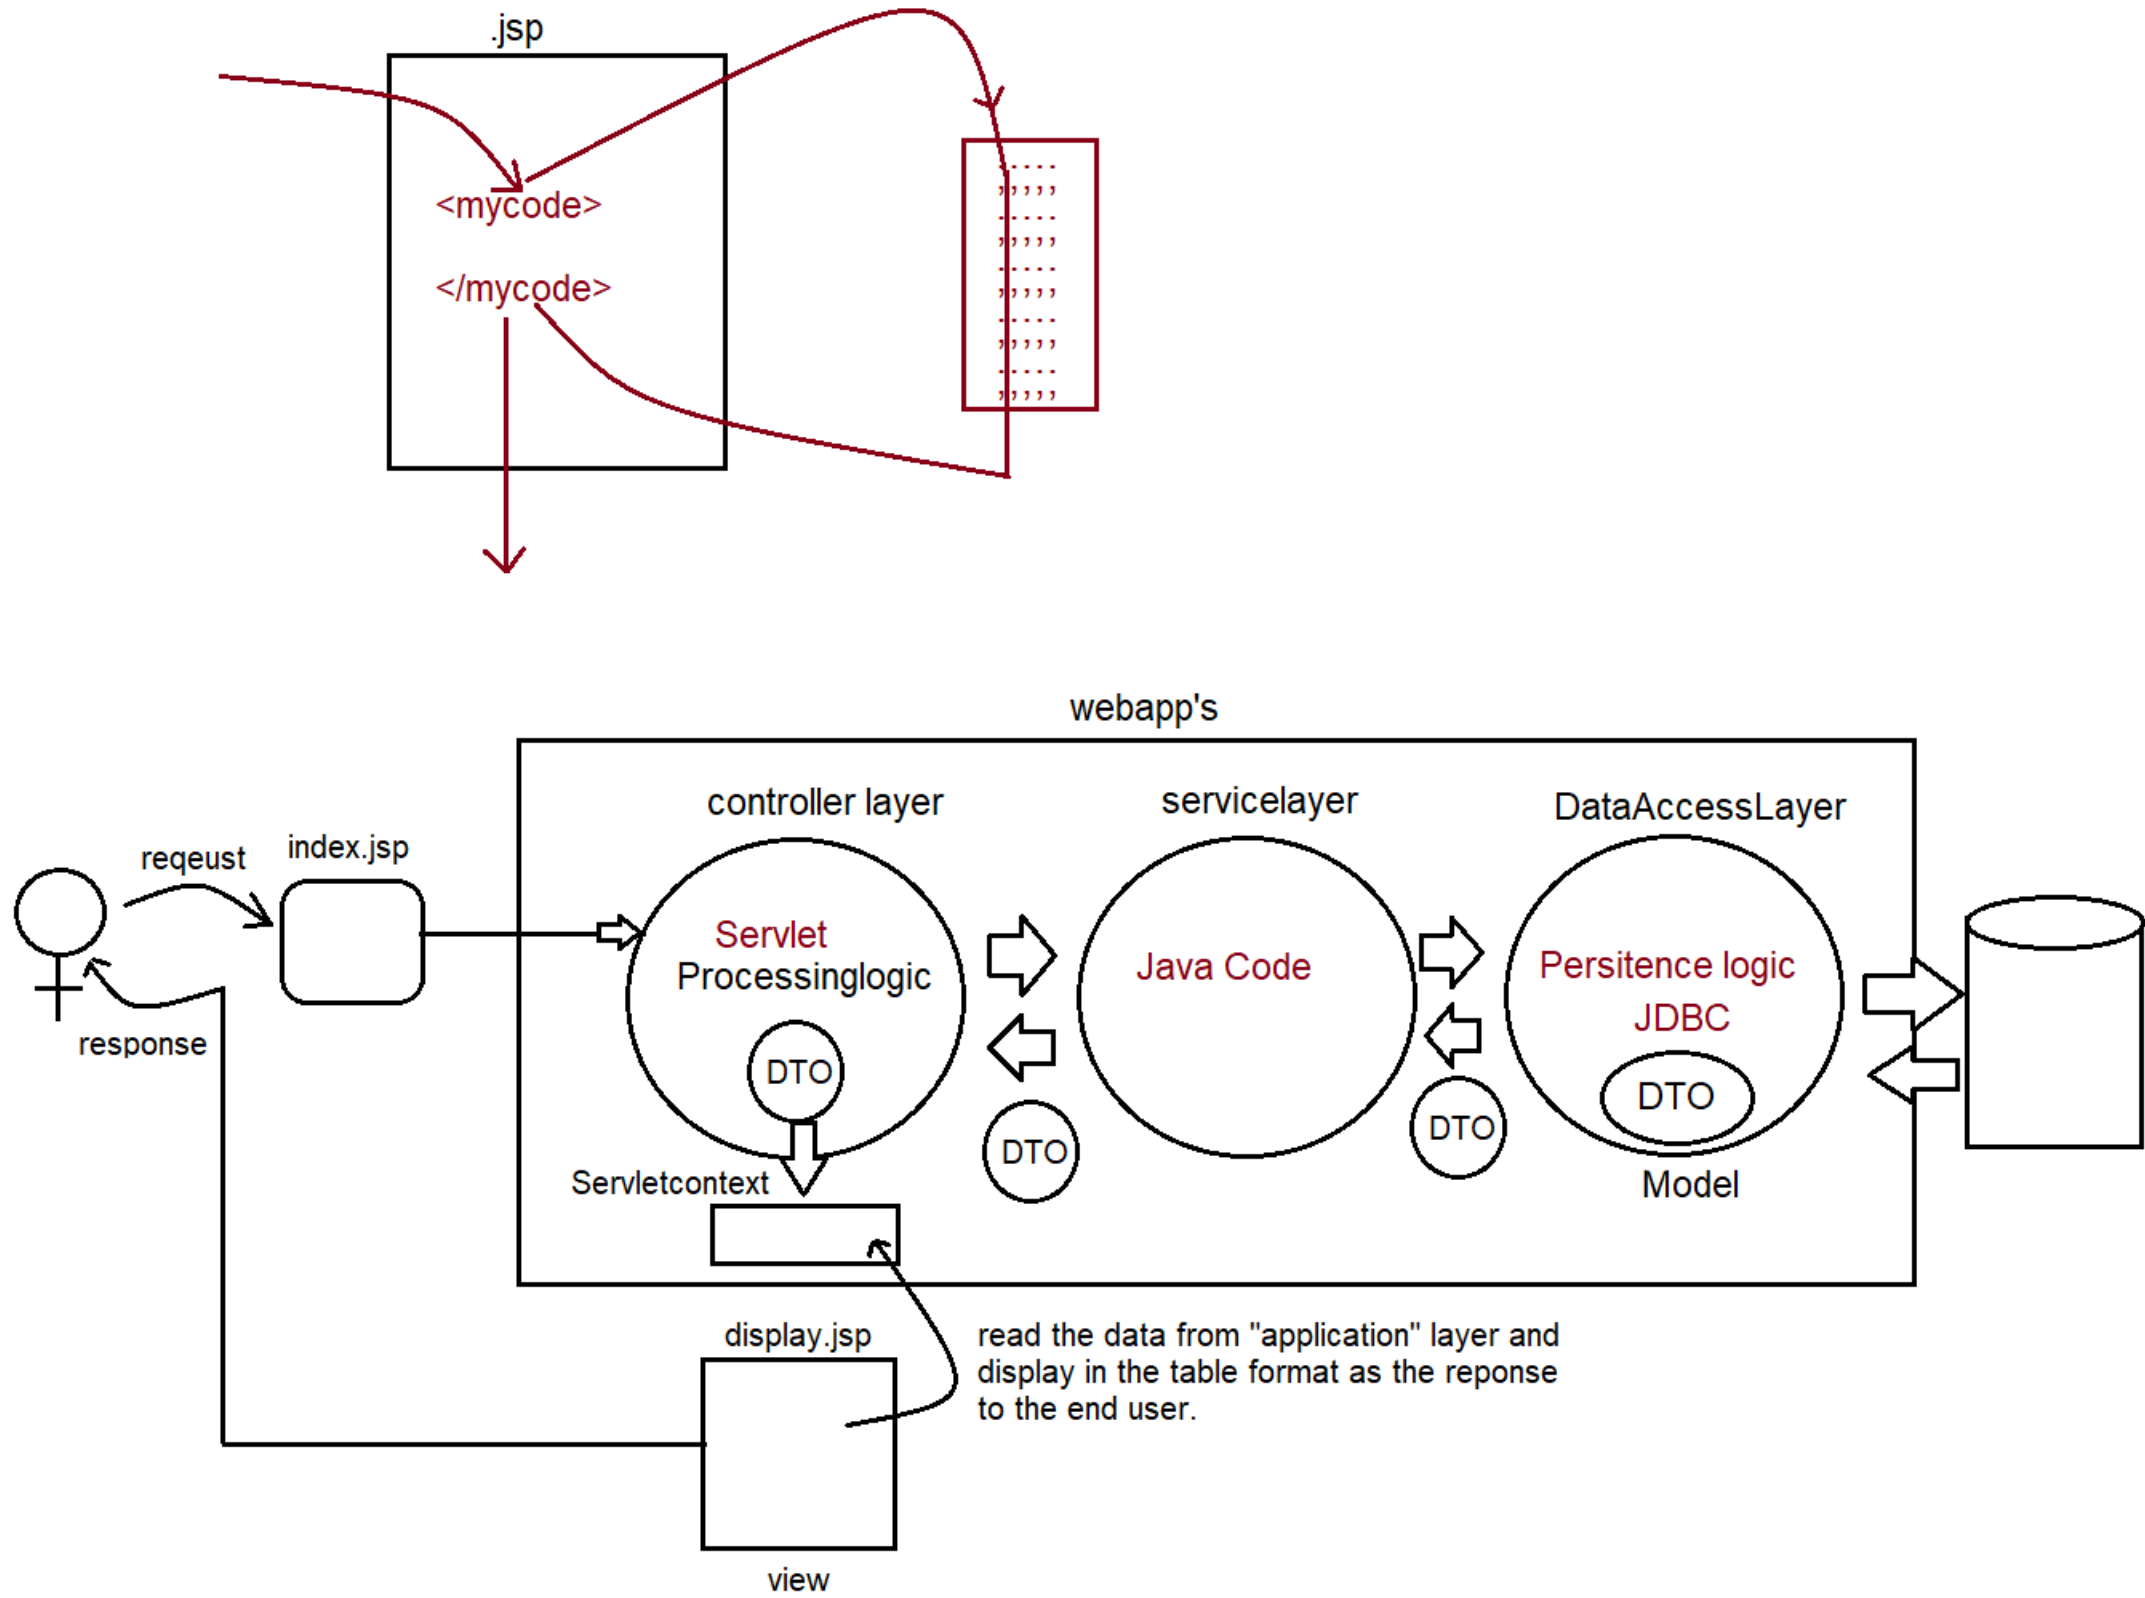 .jsp
<mycode>
</mycode>
.....
,,,,,
.....
,,,,,
.....
,,,,,
.....
,,,,,
.....
,,,,,
webapp's
controller layer
servicelayer
DataAccessLayer
reqeust
index.jsp
Servlet
Processinglogic
Java Code
Persitence logic
JDBC
response
DTO
DTO
DTO
DTO
Servletcontext
Model
display.jsp
read the data from "application" layer and
display in the table format as the reponse
to the end user.
view